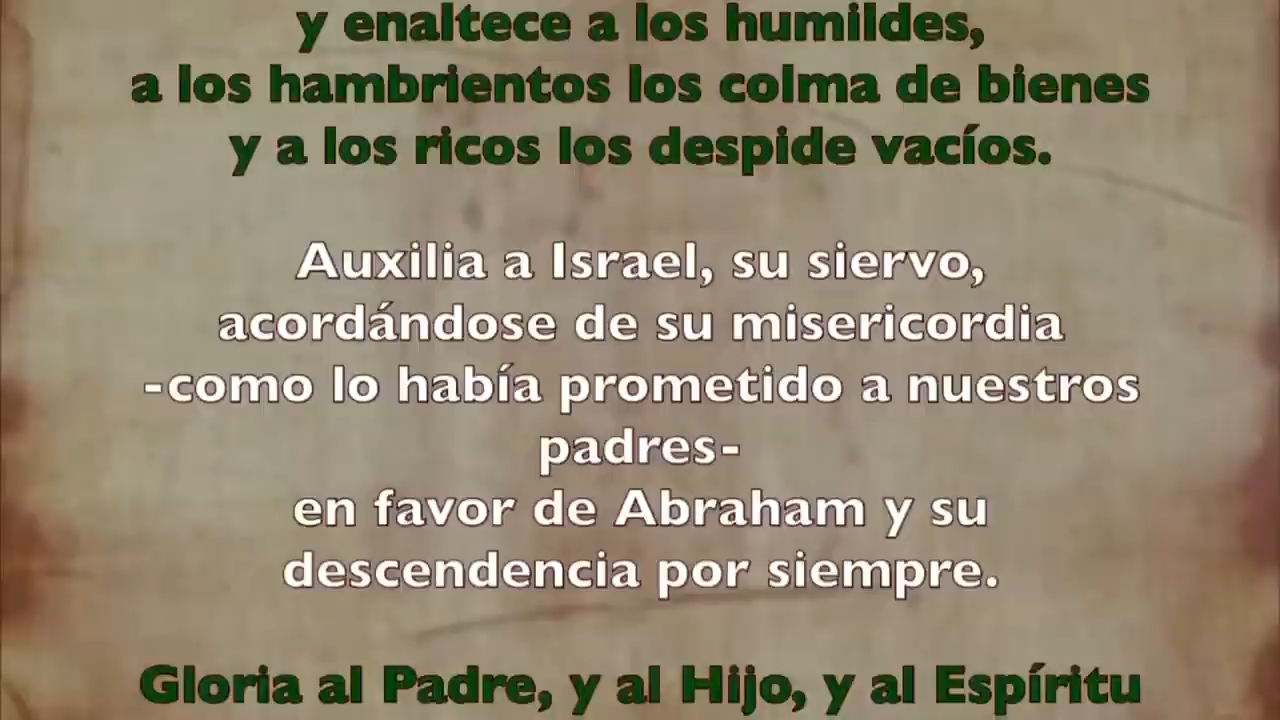 y enaltece a los humildes,
a los hambrientos los colma de bienes
y a los ricos los despide vacíos.
Auxilia a Israel, su siervo,
acordándose de su misericordia
-como lo había prometido a nuestros
padres-
en favor de Abraham y su
descendencia por siempre.
Gloria al Padre, y al Hijo, y al Espíritu